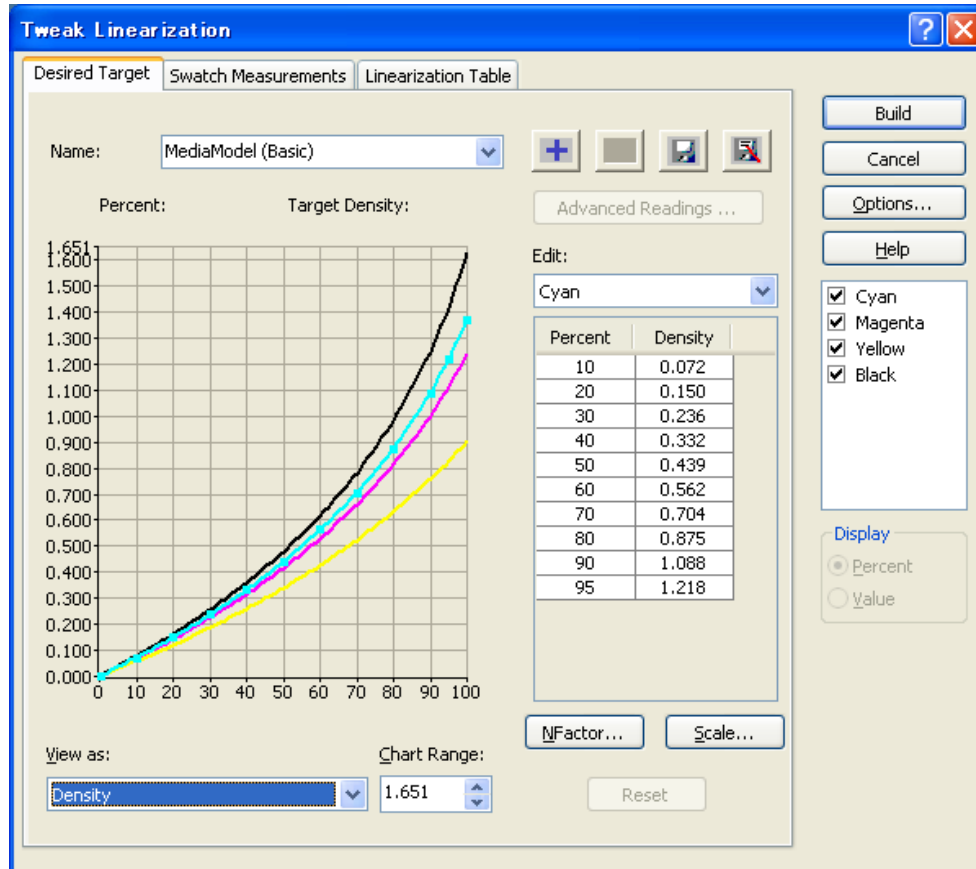 Tweak Linearization
Desired Target
Swatch Measurements
Linearization Table
Name:
MediaModel (Basic)
Percent:
Target Density:
Advanced Readings ...
1.651
1.600
1.500
1.400
1.300
1.200
1.100
1.000
0.900
0.800
0.700
0.600
0.500
0.400
0.300
0.200
0.100
0.000
0 10 20 30 40 50 60 70 80 90 100
View as:
Density
Chart Range:
1.651
Edit:
Cyan
Percent Density
10 0.072
20 0.150
30 0.236
40 0.332
50 0.439
60 0.562
70 0.704
80 0.875
90 1.088
95 1.218
NFactor...
Scale...
Reset
Build
Cancel
Options...
Help
Cyan
Magenta
Yellow
Black
Display
Percent
Value